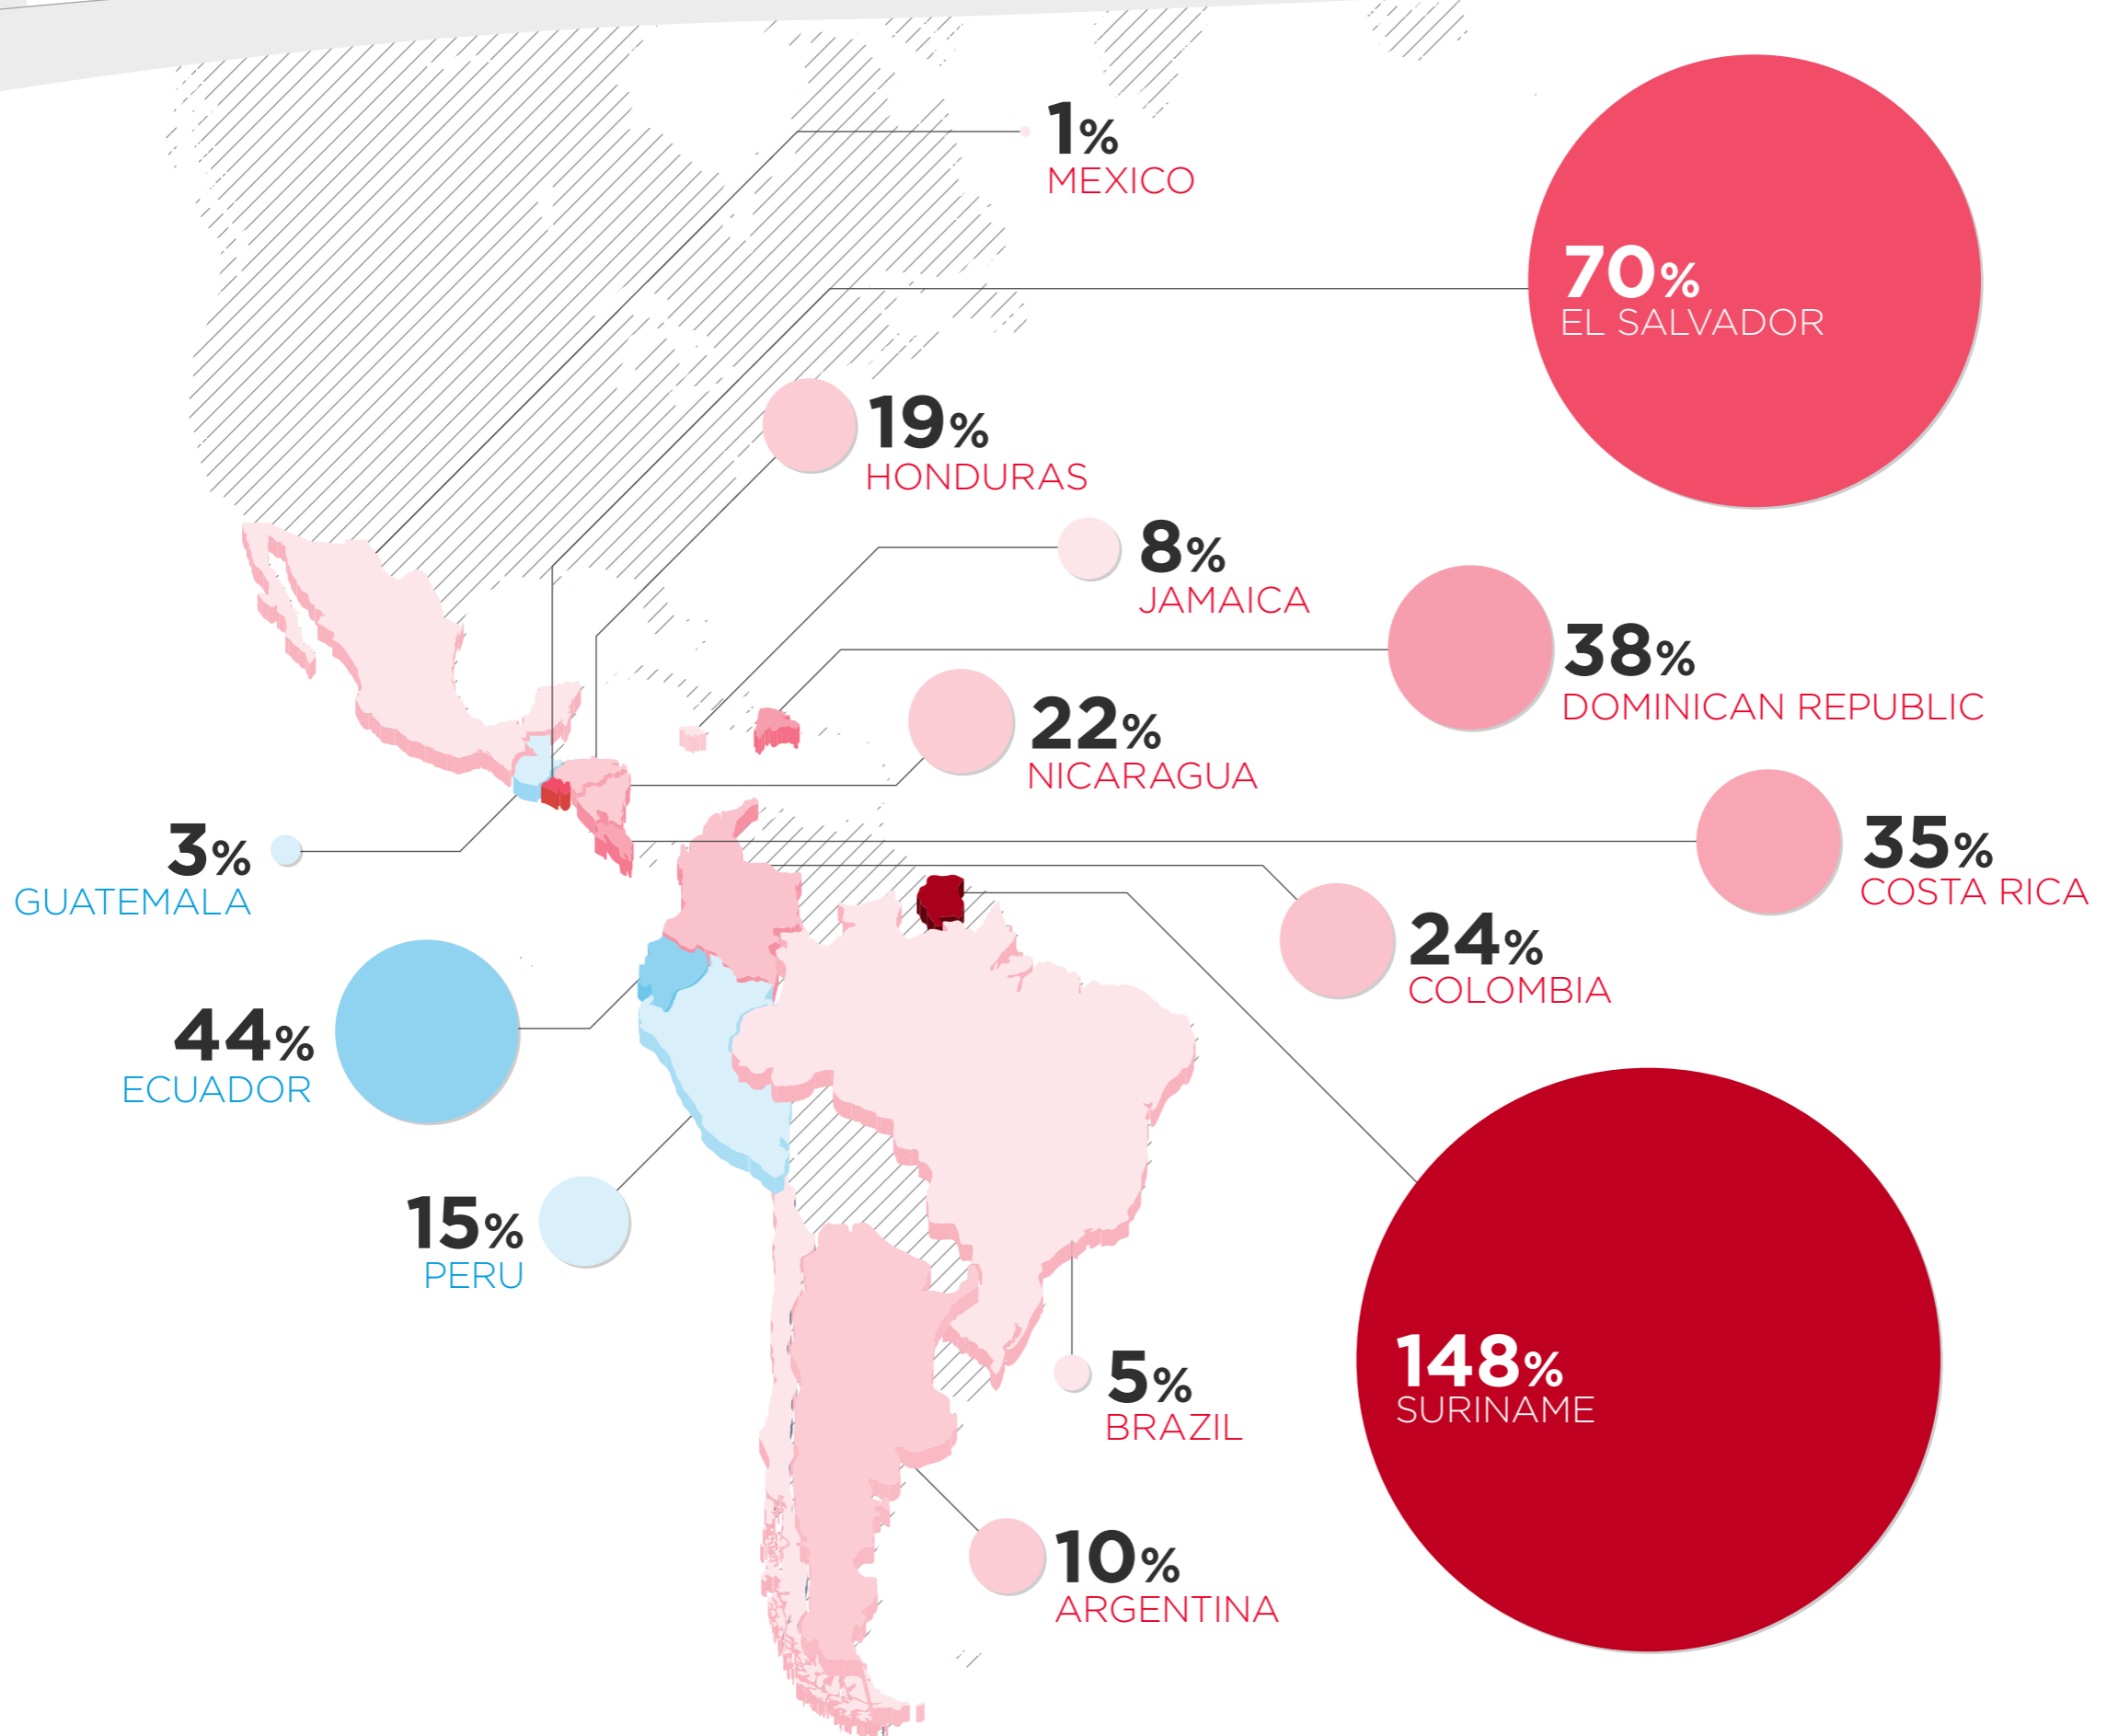 1%
MEXICO
70%
EL SALVADOR
19%
HONDURAS
8%
JAMAICA
38%
DOMINICAN REPUBLIC
22%
NICARAGUA
3%
GUATEMALA
35%
COSTA RICA
24%
COLOMBIA
44%
ECUADOR
15%
PERU
148%
SURINAME
5%
BRAZIL
10%
ARGENTINA